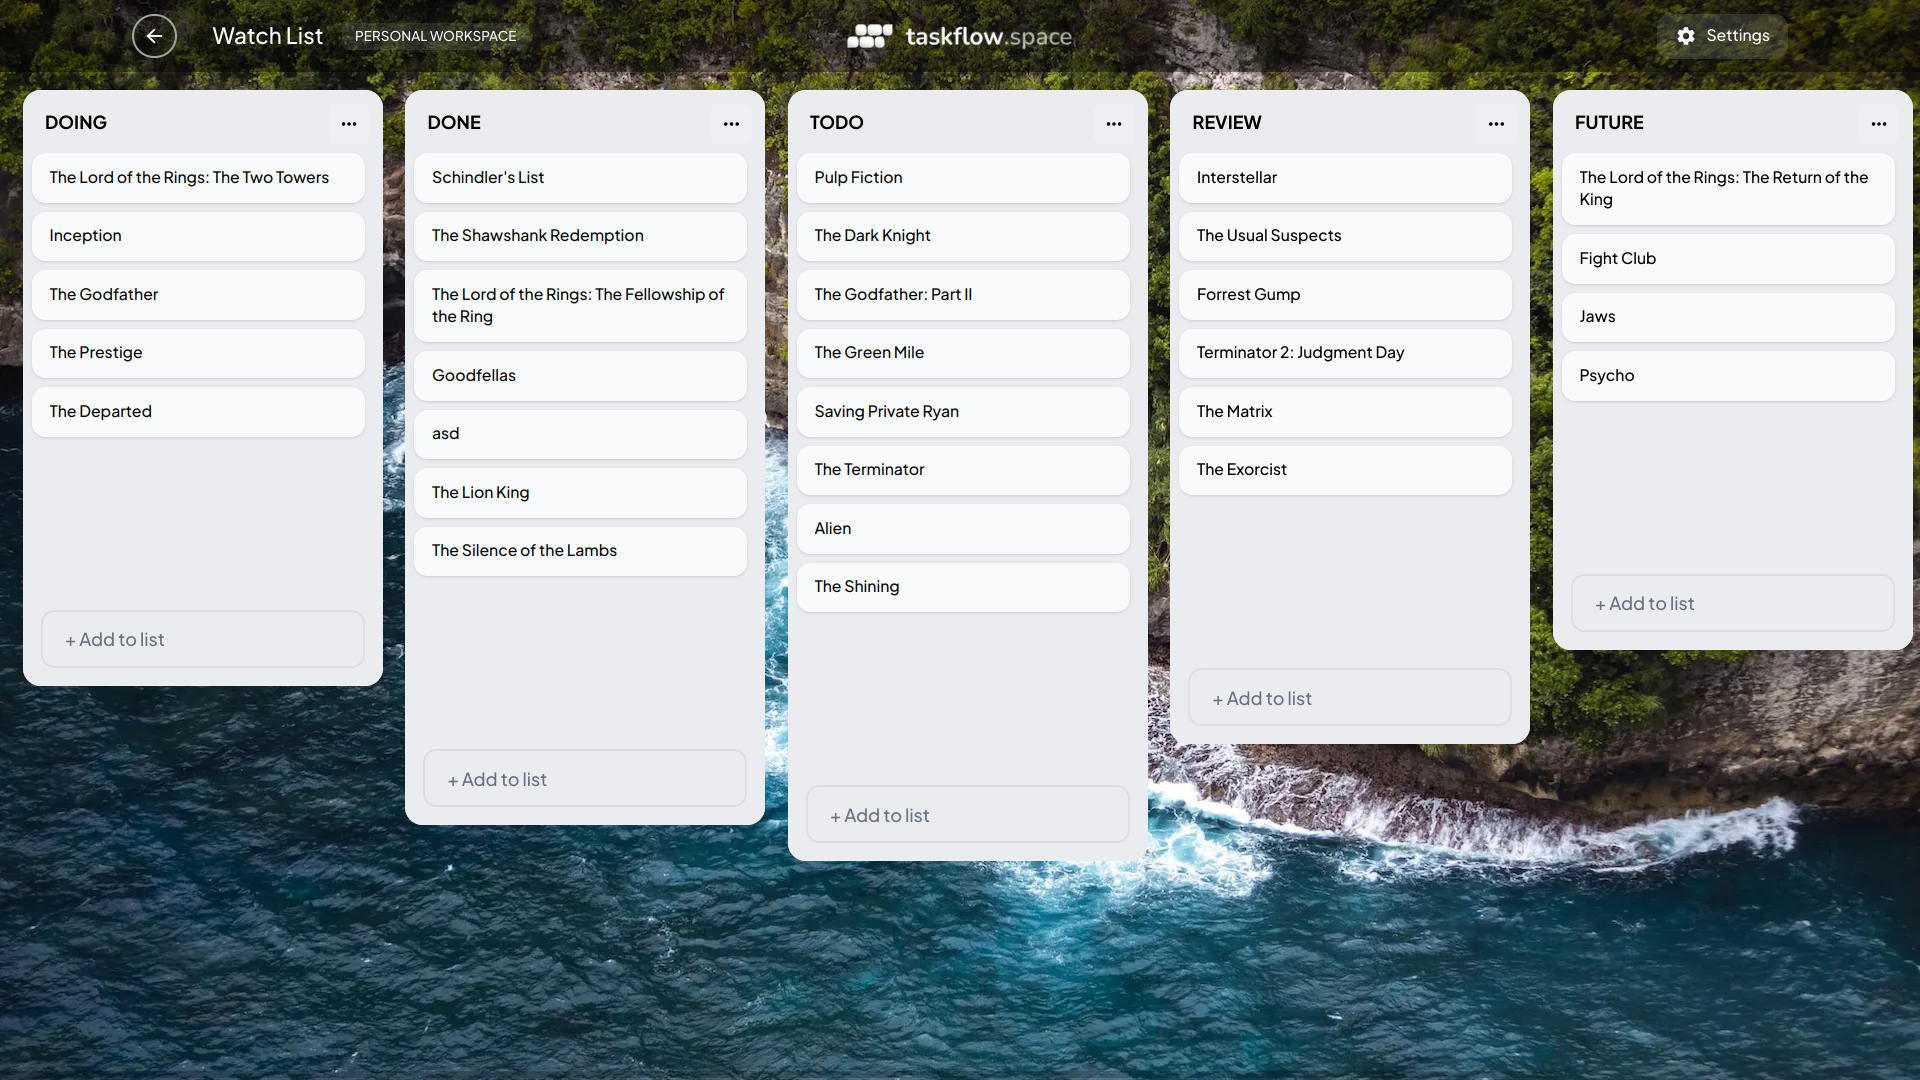 Watch List
PERSONAL WORKSPACE
taskflow.space
Settings
DOING
The Lord of the Rings: The Two Towers
Inception
The Godfather
The Prestige
The Departed
+ Add to list
DONE
Schindler's List
The Shawshank Redemption
The Lord of the Rings: The Fellowship of
the Ring
Goodfellas
asd
The Lion King
The Silence of the Lambs
+ Add to list
TODO
Pulp Fiction
The Dark Knight
The Godfather: Part II
The Green Mile
Saving Private Ryan
The Terminator
Alien
The Shining
+ Add to list
REVIEW
Interstellar
The Usual Suspects
Forrest Gump
Terminator 2: Judgment Day
The Matrix
The Exorcist
+ Add to list
FUTURE
The Lord of the Rings: The Return of the
King
Fight Club
Jaws
Psycho
+ Add to list